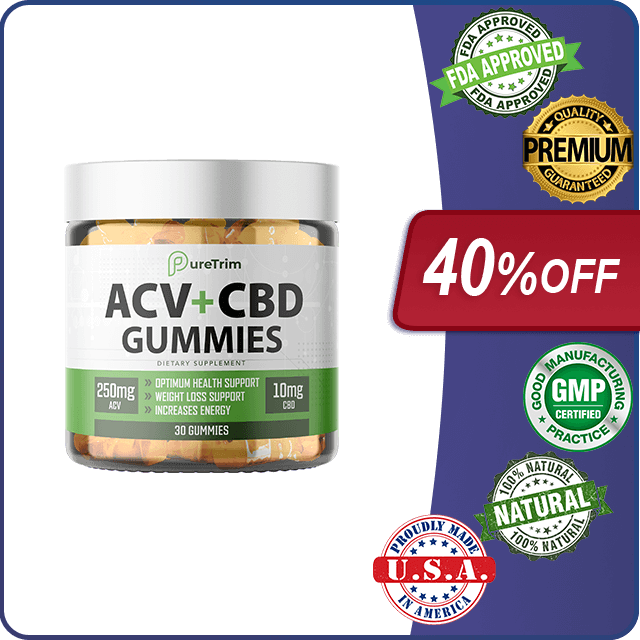 FDA APPROVED
FDA APPROVED
FDA APPROVED
QUALITY
PREMIUM
GUARANTEED
PureTrim
ACV+CBD
GUMMIES
DIETARY SUPPLEMENT
250mg
ACV
OPTIMUM HEALTH SUPPORT
WEIGHT LOSS SUPPORT
INCREASES ENERGY
10mg
CBD
30 GUMMIES
40%OFF
GOOD MANUFACTURING
GMP
CERTIFIED
PRACTICE
100% NATURAL
NATURAL
100% NATURAL
PROUDLY MADE
U.S.A.
IN AMERICA